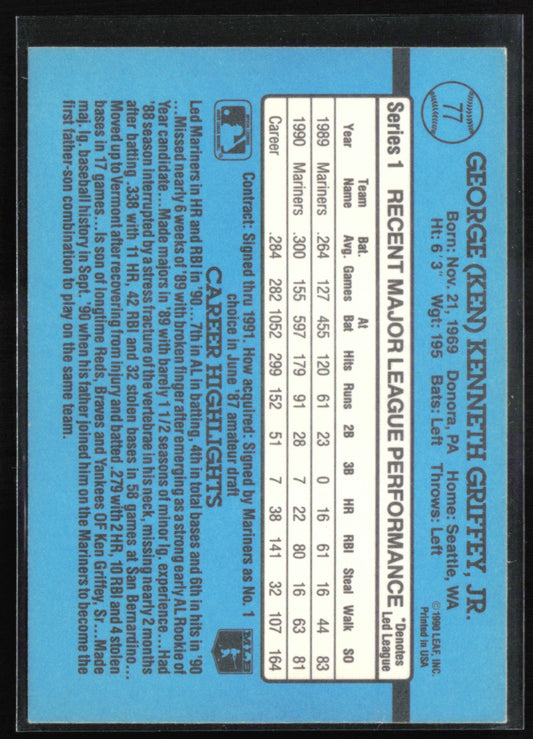 77
GEORGE (KEN) KENNETH GRIFFEY, JR.
Born: Nov. 21, 1969 Donora, PA Home: Seattle, WA
Ht: 6'3" Wgt: 195 Bats: Left Throws: Left
©1990 LEAF, INC.
Printed in USA
Series 1 RECENT MAJOR LEAGUE PERFORMANCE *Denotes Led League
Year Team Name Bat. Avg. Games At Bat Hits Runs 2B 3B HR RBI Steal Walk SO
1989 Mariners .264 127 455 120 61 23 0 16 61 16 44 83
1990 Mariners .300 155 597 179 91 28 7 22 80 16 63 81
Career .284 282 1052 299 152 51 7 38 141 32 107 164
Contract: Signed thru 1991. How acquired: Signed by Mariners as No. 1
choice in June '87 amateur draft
CAREER HIGHLIGHTS
MLB
Led Mariners in HR and RBI in '90...7th in AL in batting, 4th in total bases and 6th in hits in '90
...Missed nearly 6 weeks of '89 with broken finger after emerging as strong early AL Rookie of
Year candidate...Made majors in '89 with barely 1 1/2 seasons of minor lg. experience...Had
'88 season interrupted by a stress fracture of the vertebrae in his neck, missing nearly 2 months
after batting .338 with 11 HR, 42 RBI and 32 stolen bases in 58 games at San Bernardino...
Moved up to Vermont after recovering from injury and batted .279 with 2 HR, 10 RBI and 4 stolen
bases in 17 games...Is son of longtime Reds, Braves and Yankees OF Ken Griffey, Sr....Made
maj. lg. baseball history in Sept. '90 when his father joined him on the Mariners to become the
first father-son combination to play on the same team.